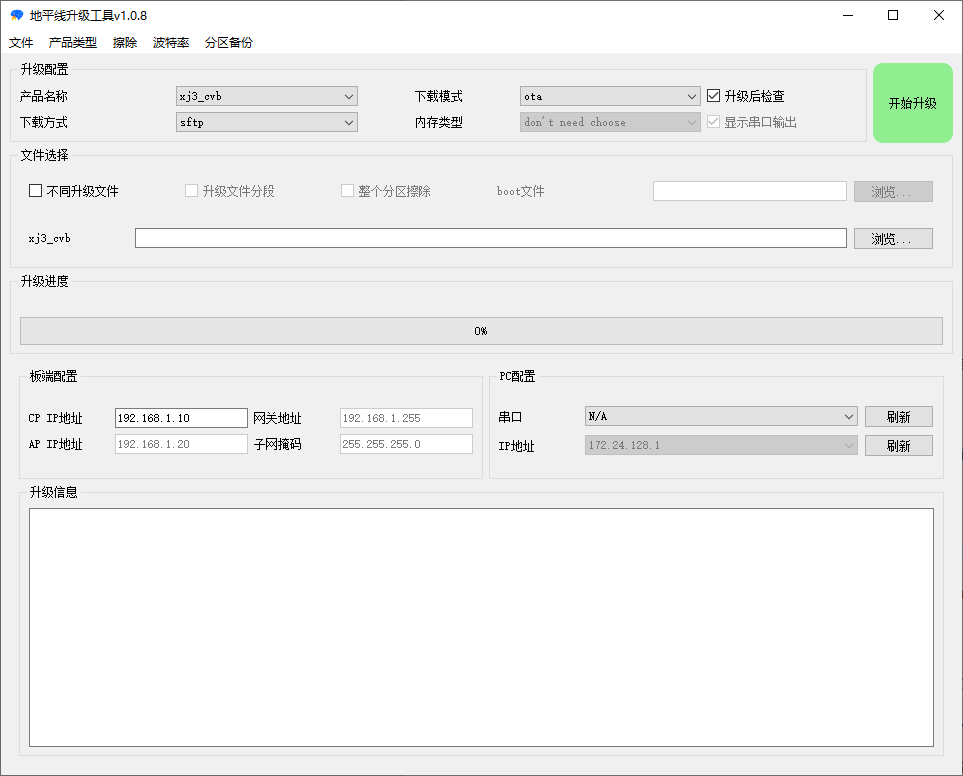 地平线升级工具v1.0.8
文件 产品类型 擦除 波特率 分区备份
升级配置
产品名称 xj3_cvb 下载模式 ota 升级后检查
下载方式 sftp 内存类型 don't need choose 显示串口输出
开始升级
文件选择
不同升级文件 升级文件分段 整个分区擦除 boot文件 浏览...
xj3_cvb 浏览...
升级进度
0%
板端配置
CP IP地址 192.168.1.10 网关地址 192.168.1.255
AP IP地址 192.168.1.20 子网掩码 255.255.255.0
PC配置
串口 N/A 刷新
IP地址 172.24.128.1 刷新
升级信息